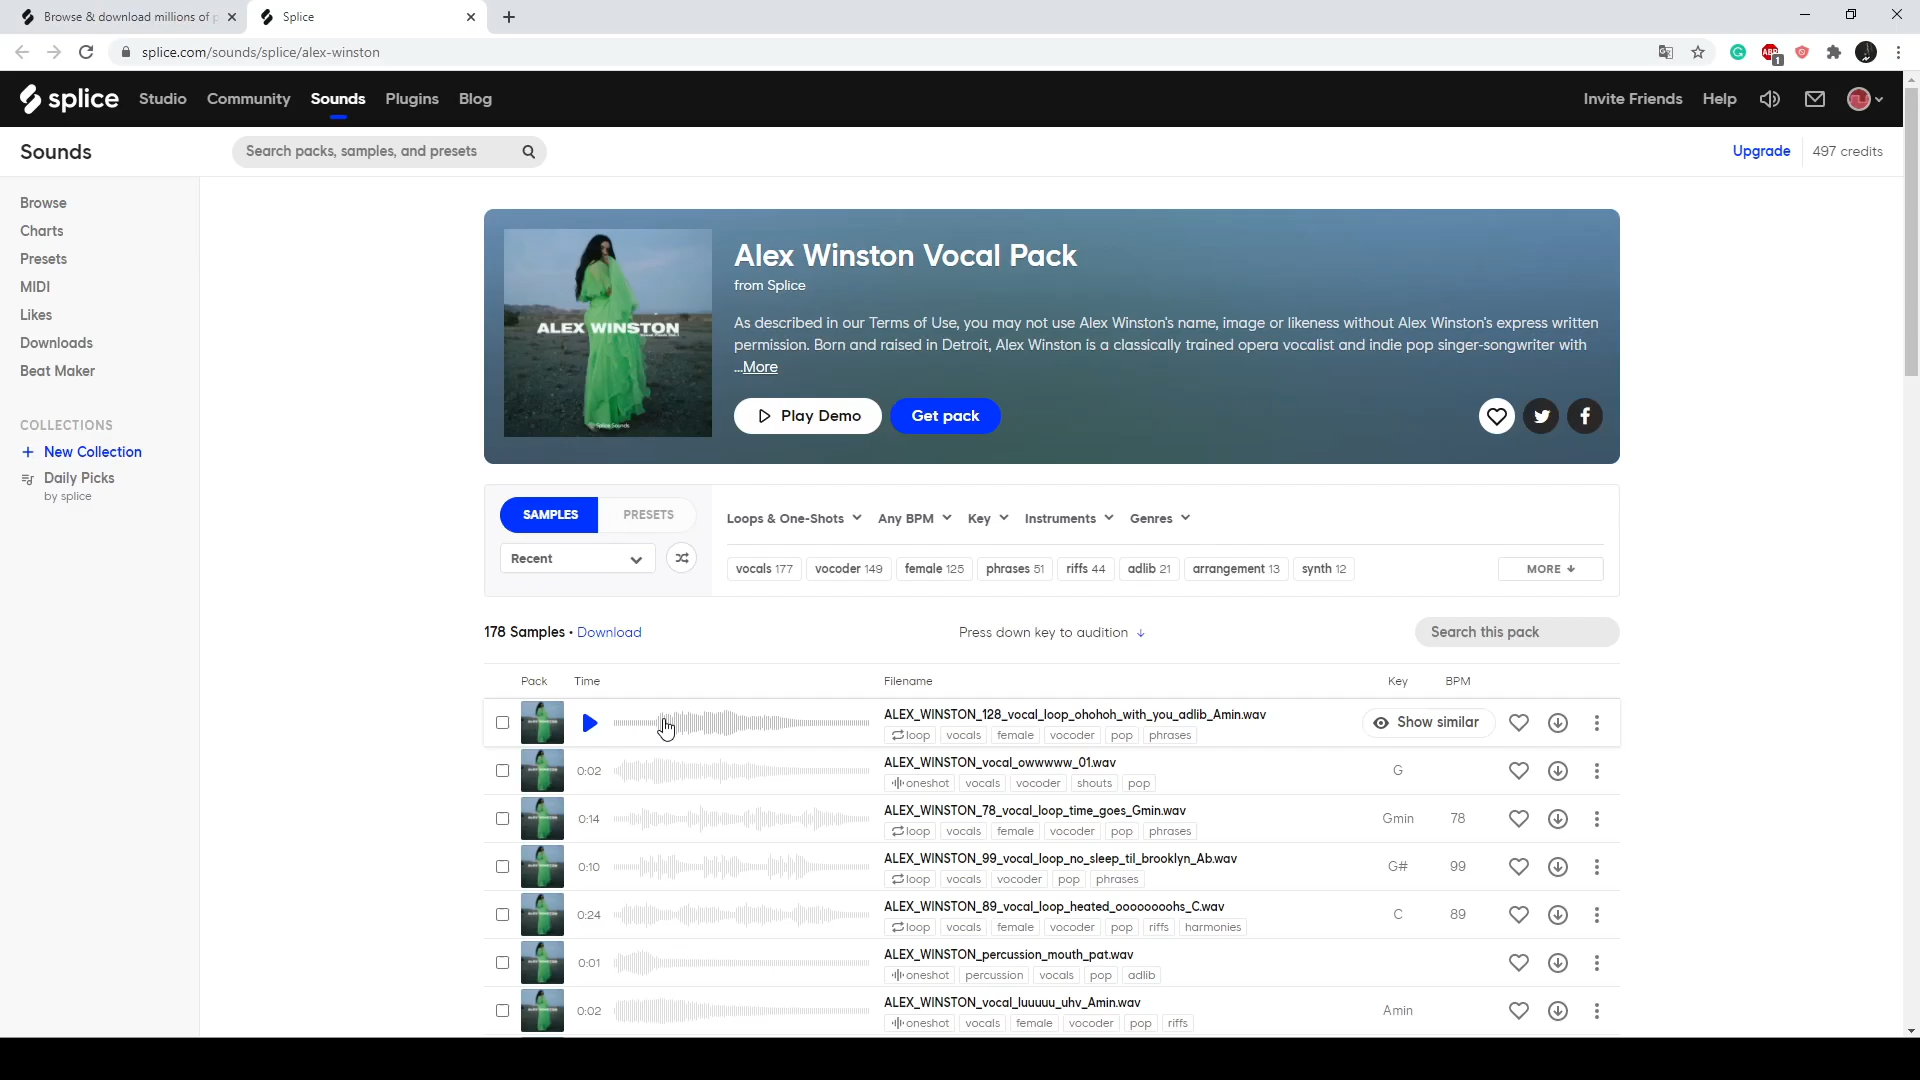 Browse & download millions of p
Splice
splice.com/sounds/splice/alex-winston
ABP
1
splice
Studio
Community
Sounds
Plugins
Blog
Invite Friends
Help
Sounds
Search packs, samples, and presets
Upgrade
497 credits
Browse
Charts
Presets
MIDI
Likes
Downloads
Beat Maker
COLLECTIONS
+ New Collection
Daily Picks
by splice
ALEX WINSTON
Splice Sounds
Alex Winston Vocal Pack
from Splice
As described in our Terms of Use, you may not use Alex Winston's name, image or likeness without Alex Winston's express written
permission. Born and raised in Detroit, Alex Winston is a classically trained opera vocalist and indie pop singer-songwriter with
...More
Play Demo
Get pack
SAMPLES
PRESETS
Recent
Loops & One-Shots
Any BPM
Key
Instruments
Genres
vocals 177
vocoder 149
female 125
phrases 51
riffs 44
adlib 21
arrangement 13
synth 12
MORE
178 Samples • Download
Press down key to audition ↓
Search this pack
Pack
Time
Filename
Key
BPM
ALEX_WINSTON_128_vocal_loop_ohohoh_with_you_adlib_Amin.wav
loop vocals female vocoder pop phrases
Show similar
0:02
ALEX_WINSTON_vocal_owwwww_01.wav
oneshot vocals vocoder shouts pop
G
0:14
ALEX_WINSTON_78_vocal_loop_time_goes_Gmin.wav
loop vocals female vocoder pop phrases
Gmin
78
0:10
ALEX_WINSTON_99_vocal_loop_no_sleep_til_brooklyn_Ab.wav
loop vocals vocoder pop phrases
G#
99
0:24
ALEX_WINSTON_89_vocal_loop_heated_oooooooohs_C.wav
loop vocals female vocoder pop riffs harmonies
C
89
0:01
ALEX_WINSTON_percussion_mouth_pat.wav
oneshot percussion vocals pop adlib
0:02
ALEX_WINSTON_vocal_luuuuu_uhv_Amin.wav
oneshot vocals female vocoder pop riffs
Amin